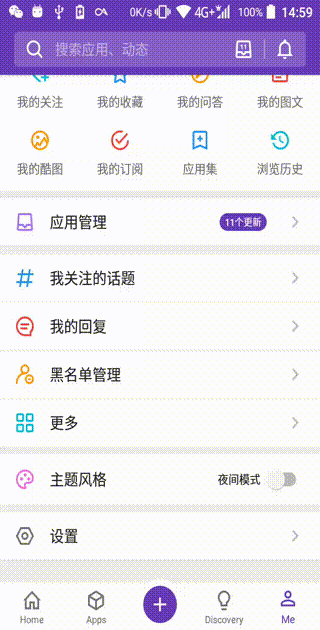 0K/s 4G+ 100% 14:59
搜索应用、动态 11
我的关注 我的收藏 我的问答 我的图文
我的酷图 我的订阅 应用集 浏览历史
应用管理 11个更新
我关注的话题
我的回复
黑名单管理
更多
主题风格 夜间模式
设置
Home Apps Discovery Me